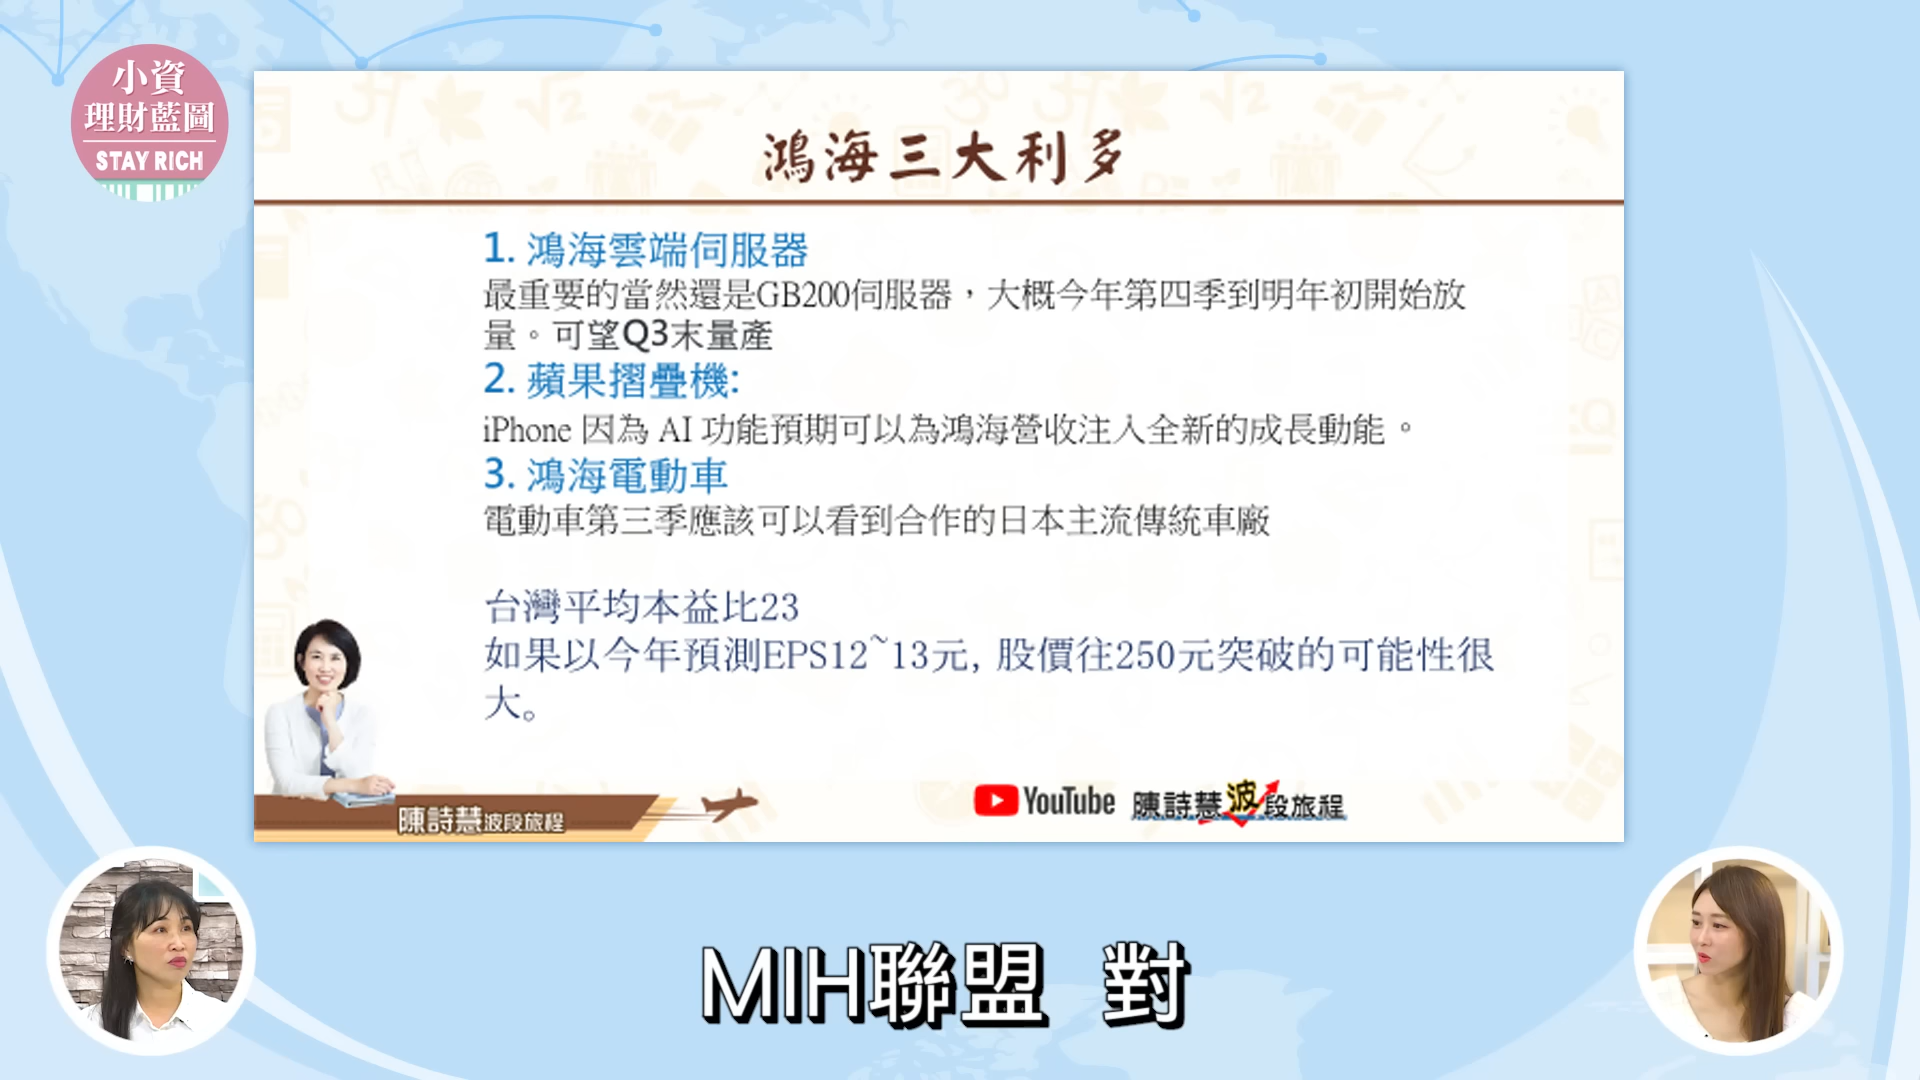 小資
理財藍圖
STAY RICH
鴻海三大利多
1. 鴻海雲端伺服器
最重要的當然還是GB200伺服器，大概今年第四季到明年初開始放
量。可望Q3末量產
2. 蘋果摺疊機:
iPhone 因為 AI 功能預期可以為鴻海營收注入全新的成長動能。
3. 鴻海電動車
電動車第三季應該可以看到合作的日本主流傳統車廠
台灣平均本益比23
如果以今年預測EPS12~13元, 股價往250元突破的可能性很
大。
陳詩慧波段旅程
YouTube 陳詩慧波段旅程
MIH聯盟 對